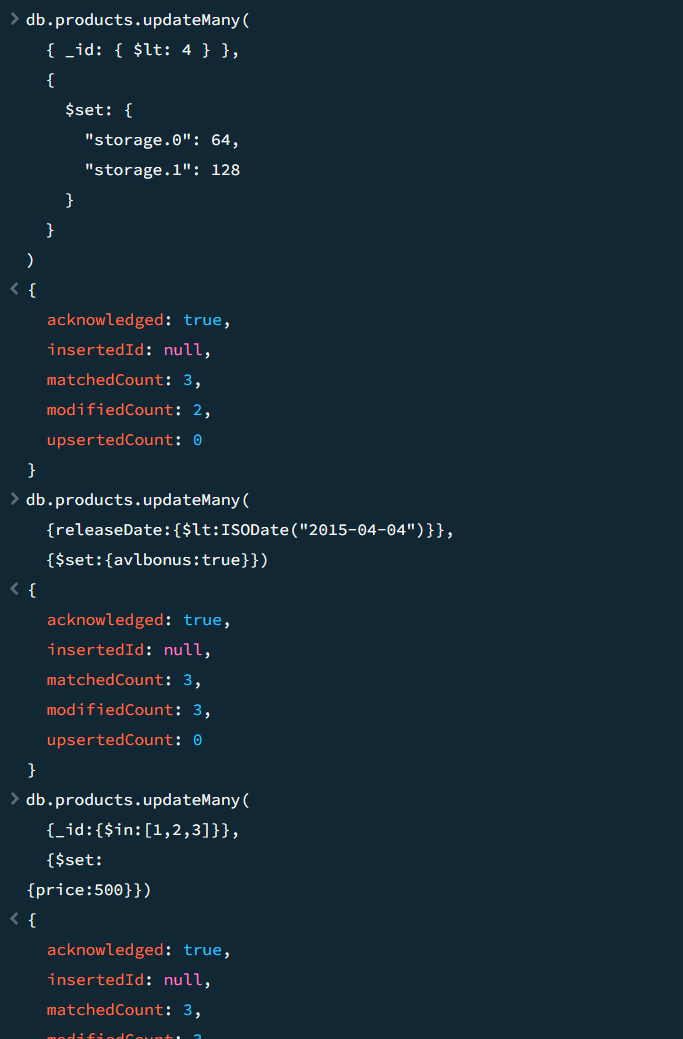 > db.products.updateMany(
{ _id: { $lt: 4 } },
{
$set: {
"storage.0": 64,
"storage.1": 128
}
}
)
< {
acknowledged: true,
insertedId: null,
matchedCount: 3,
modifiedCount: 2,
upsertedCount: 0
}
> db.products.updateMany(
{releaseDate:{$lt:ISODate("2015-04-04")}},
{$set:{avlbonus:true}})
< {
acknowledged: true,
insertedId: null,
matchedCount: 3,
modifiedCount: 3,
upsertedCount: 0
}
> db.products.updateMany(
{_id:{$in:[1,2,3]}},
{$set:
{price:500}})
< {
acknowledged: true,
insertedId: null,
matchedCount: 3,
modifiedCount: